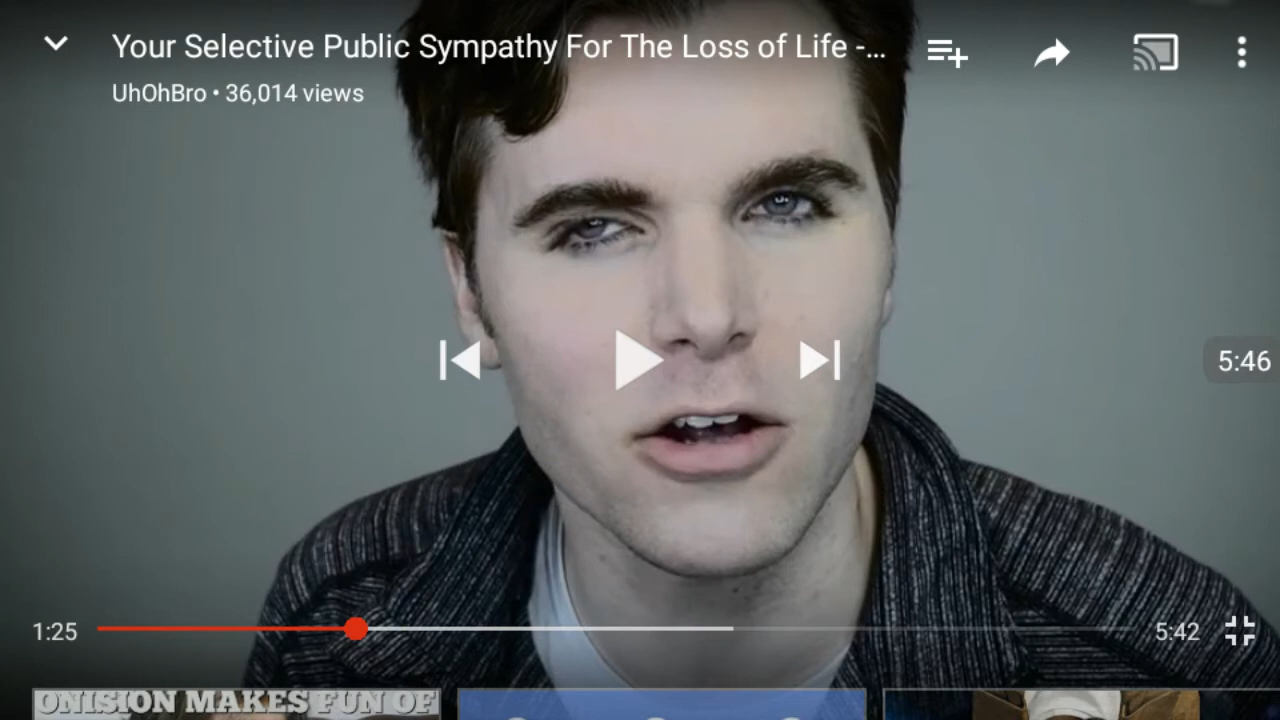 Your Selective Public Sympathy For The Loss of Life -...
UhOhBro • 36,014 views
5:46
1:25
5:42
ONISION MAKES FUN OF